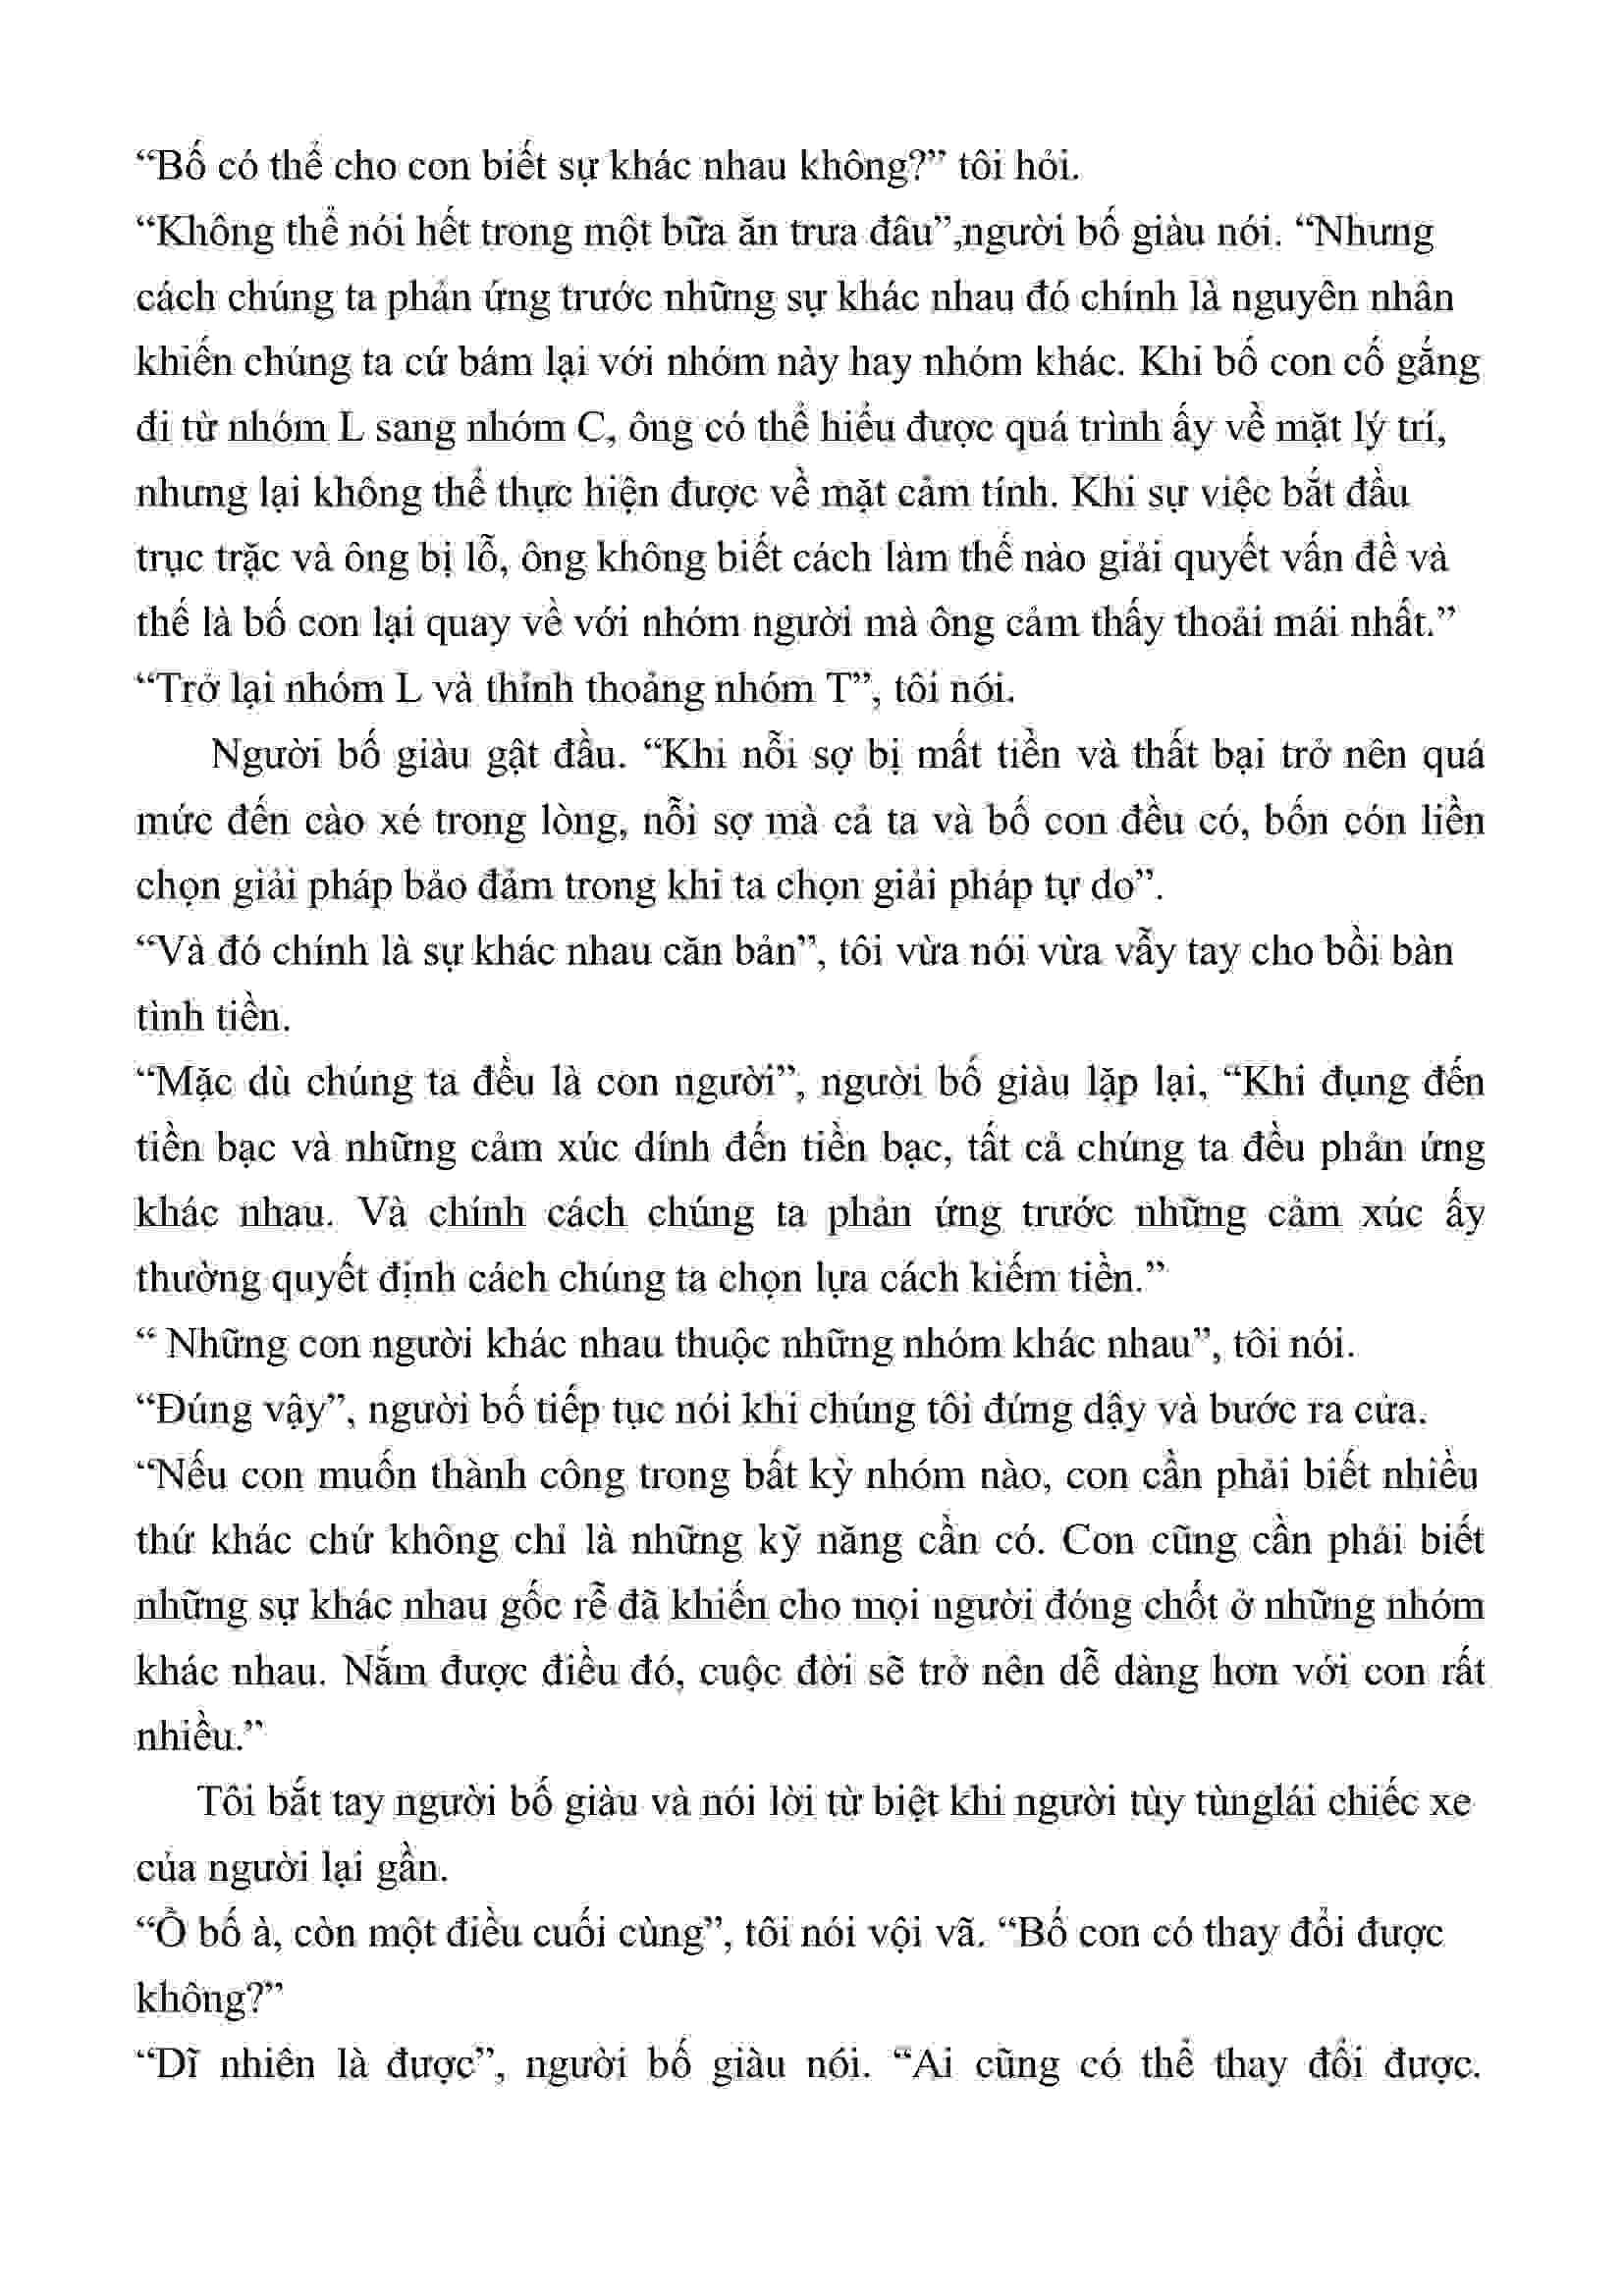 “Bố có thể cho con biết sự khác nhau không?” tôi hỏi.
“Không thể nói hết trong một bữa ăn trưa đâu”,người bố giàu nói. “Nhưng
cách chúng ta phản ứng trước những sự khác nhau đó chính là nguyên nhân
khiến chúng ta cứ bám lại với nhóm này hay nhóm khác. Khi bố con cố gắng
đi từ nhóm L sang nhóm C, ông có thể hiểu được quá trình ấy về mặt lý trí,
nhưng lại không thể thực hiện được về mặt cảm tính. Khi sự việc bắt đầu
trục trặc và ông bị lỗ, ông không biết cách làm thế nào giải quyết vấn đề và
thế là bố con lại quay về với nhóm người mà ông cảm thấy thoải mái nhất.”
“Trở lại nhóm L và thỉnh thoảng nhóm T”, tôi nói.
Người bố giàu gật đầu. “Khi nỗi sợ bị mất tiền và thất bại trở nên quá
mức đến cào xé trong lòng, nỗi sợ mà cả ta và bố con đều có, bốn cón liền
chọn giải pháp bảo đảm trong khi ta chọn giải pháp tự do”.
“Và đó chính là sự khác nhau căn bản”, tôi vừa nói vừa vẫy tay cho bồi bàn
tình tiền.
“Mặc dù chúng ta đều là con người”, người bố giàu lặp lại, “Khi đụng đến
tiền bạc và những cảm xúc dính đến tiền bạc, tất cả chúng ta đều phản ứng
khác nhau. Và chính cách chúng ta phản ứng trước những cảm xúc ấy
thường quyết định cách chúng ta chọn lựa cách kiếm tiền.”
“ Những con người khác nhau thuộc những nhóm khác nhau”, tôi nói.
“Đúng vậy”, người bố tiếp tục nói khi chúng tôi đứng dậy và bước ra cửa.
“Nếu con muốn thành công trong bất kỳ nhóm nào, con cần phải biết nhiều
thứ khác chứ không chỉ là những kỹ năng cần có. Con cũng cần phải biết
những sự khác nhau gốc rễ đã khiến cho mọi người đóng chốt ở những nhóm
khác nhau. Nắm được điều đó, cuộc đời sẽ trở nên dễ dàng hơn với con rất
nhiều.”
Tôi bắt tay người bố giàu và nói lời từ biệt khi người tùy tùnglái chiếc xe
của người lại gần.
“Ồ bố à, còn một điều cuối cùng”, tôi nói vội vã. “Bố con có thay đổi được
không?”
“Dĩ nhiên là được”, người bố giàu nói. “Ai cũng có thể thay đổi được.